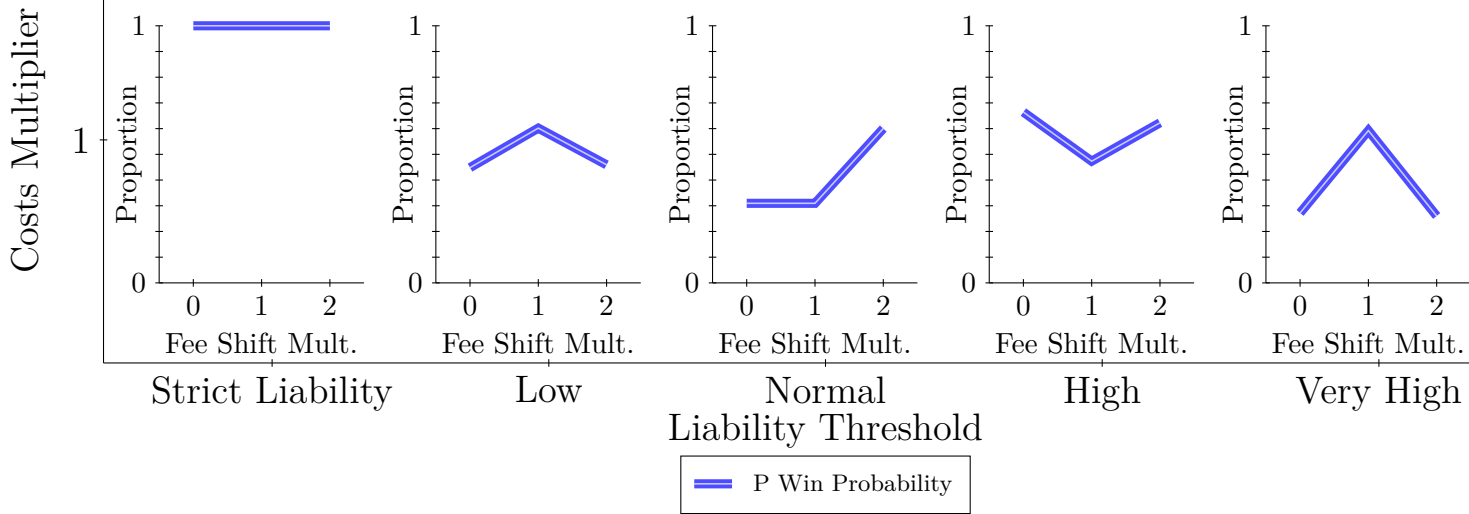 Costs Multiplier
1
1
0
Proportion
0 1 2
Fee Shift Mult.
1
0
Proportion
0 1 2
Fee Shift Mult.
1
0
Proportion
0 1 2
Fee Shift Mult.
1
0
Proportion
0 1 2
Fee Shift Mult.
1
0
Proportion
0 1 2
Fee Shift Mult.
Strict Liability Low Normal High Very High
Liability Threshold
P Win Probability